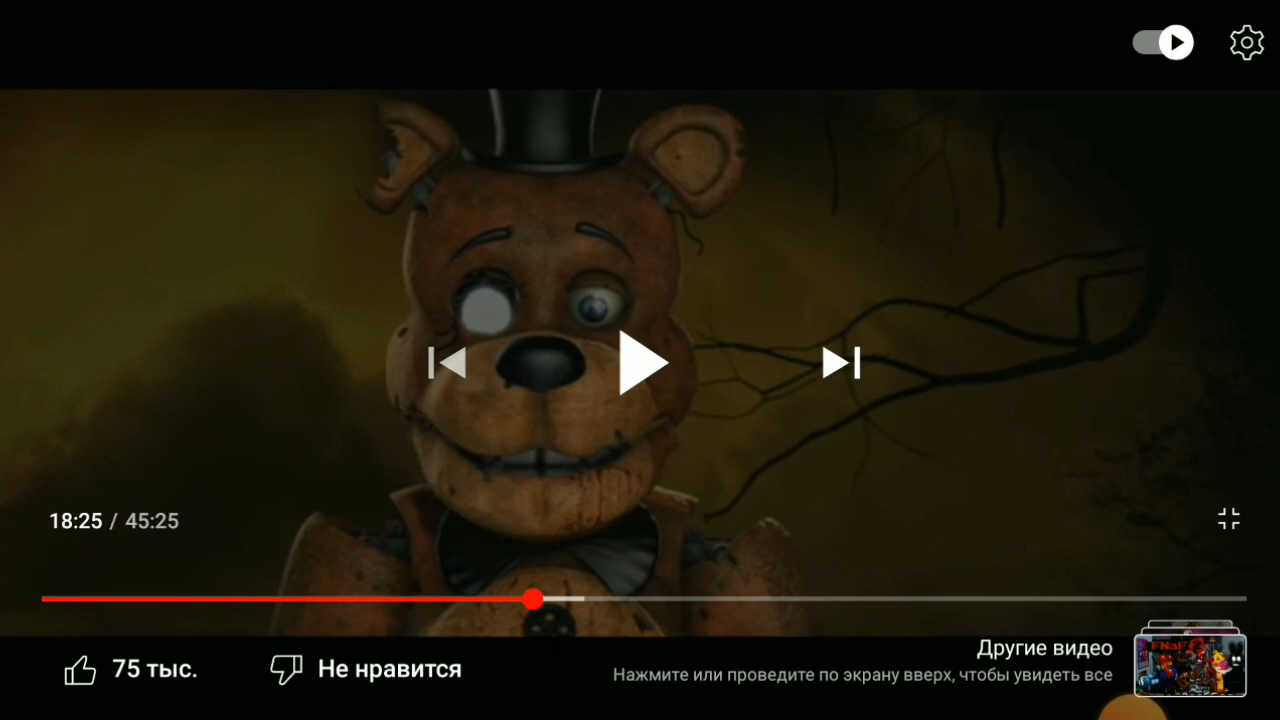 18:25 / 45:25
75 тыс.
Не нравится
Другие видео
Нажмите или проведите по экрану вверх, чтобы увидеть все
FNaF